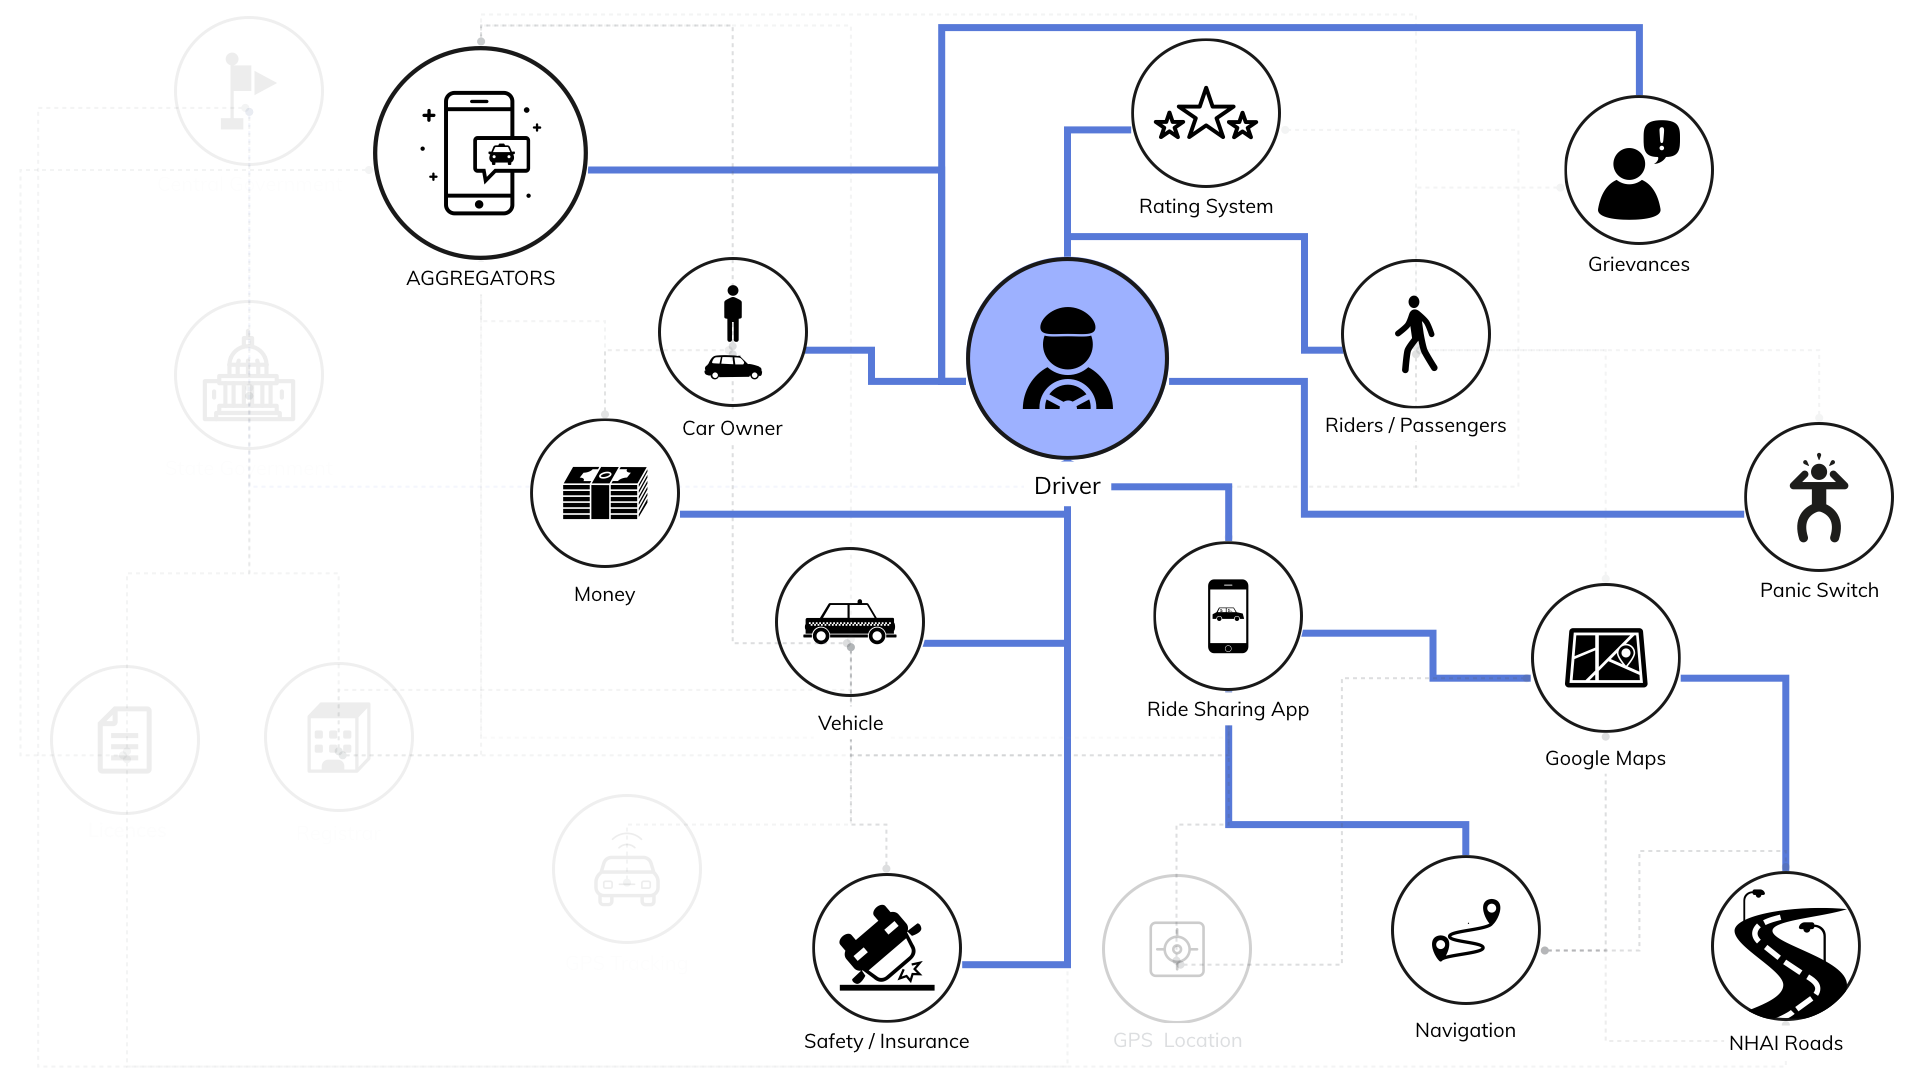 Rating System
Grievances
AGGREGATORS
Car Owner
Riders / Passengers
Driver
Money
Panic Switch
Vehicle
Ride Sharing App
Google Maps
Safety / Insurance
GPS Location
Navigation
NHAI Roads